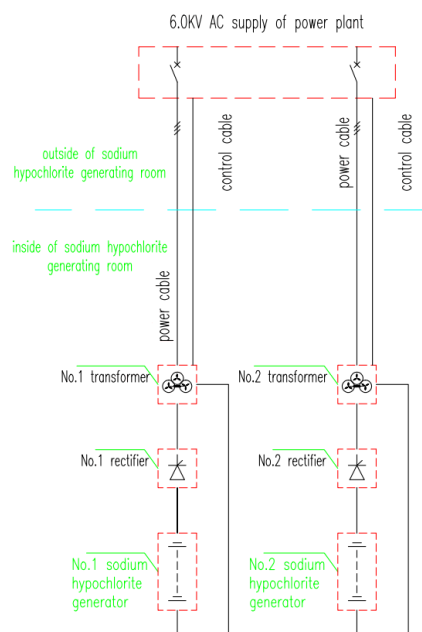 6.0KV AC supply of power plant
control cable
power cable
control cable
outside of sodium
hypochlorite generating room
inside of sodium hypochlorite
generating room
power cable
No.1 transformer
No.2 transformer
No.1 rectifier
No.2 rectifier
No.1 sodium
hypochlorite
generator
No.2 sodium
hypochlorite
generator